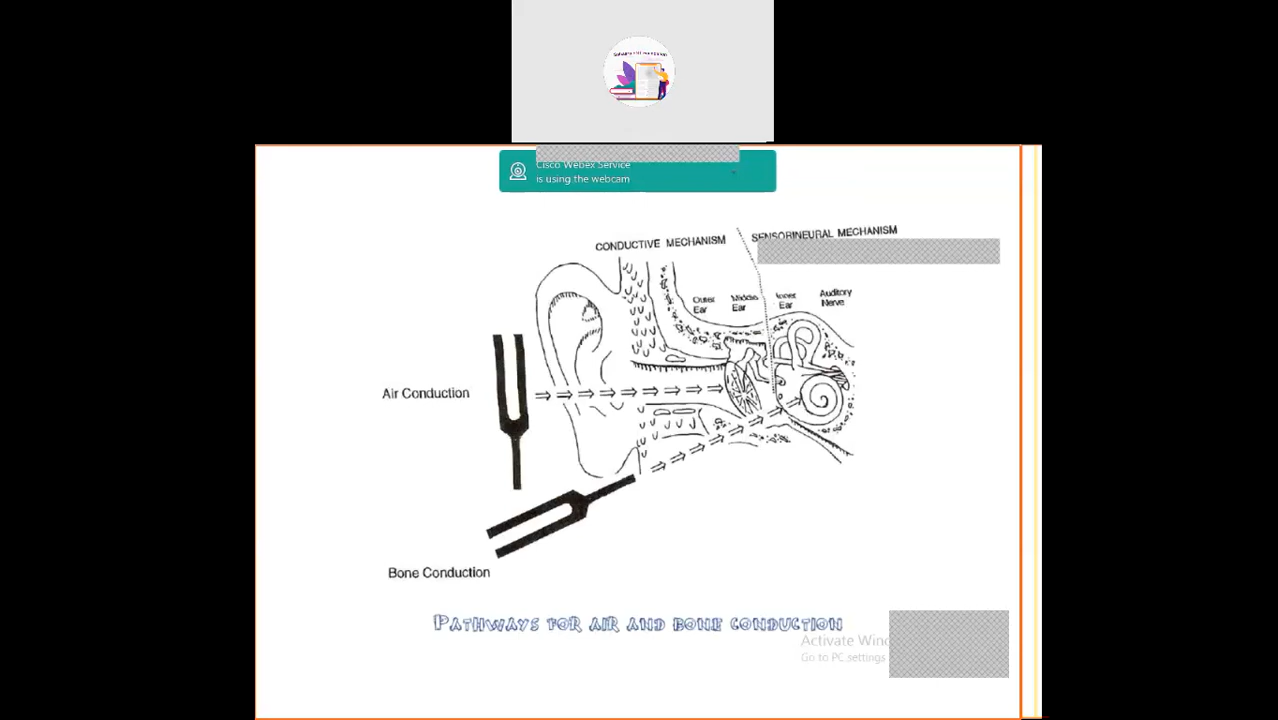 Cisco Webex Service
is using the webcam
CONDUCTIVE MECHANISM
SENSORINEURAL MECHANISM
Outer
Ear
Middle
Ear
Inner
Ear
Auditory
Nerve
Air Conduction
Bone Conduction
PATHWAYS FOR AIR AND BONE CONDUCTION
Activate
Go to PC settings